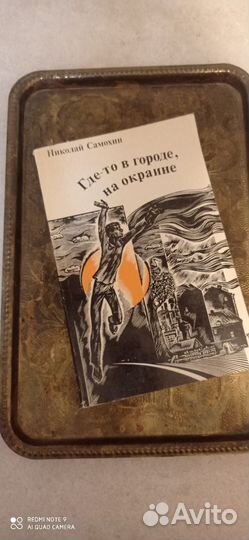 Николай Самохин
Где-то в городе,
на окраине
REDMI NOTE 9
AI QUAD CAMERA
Avito